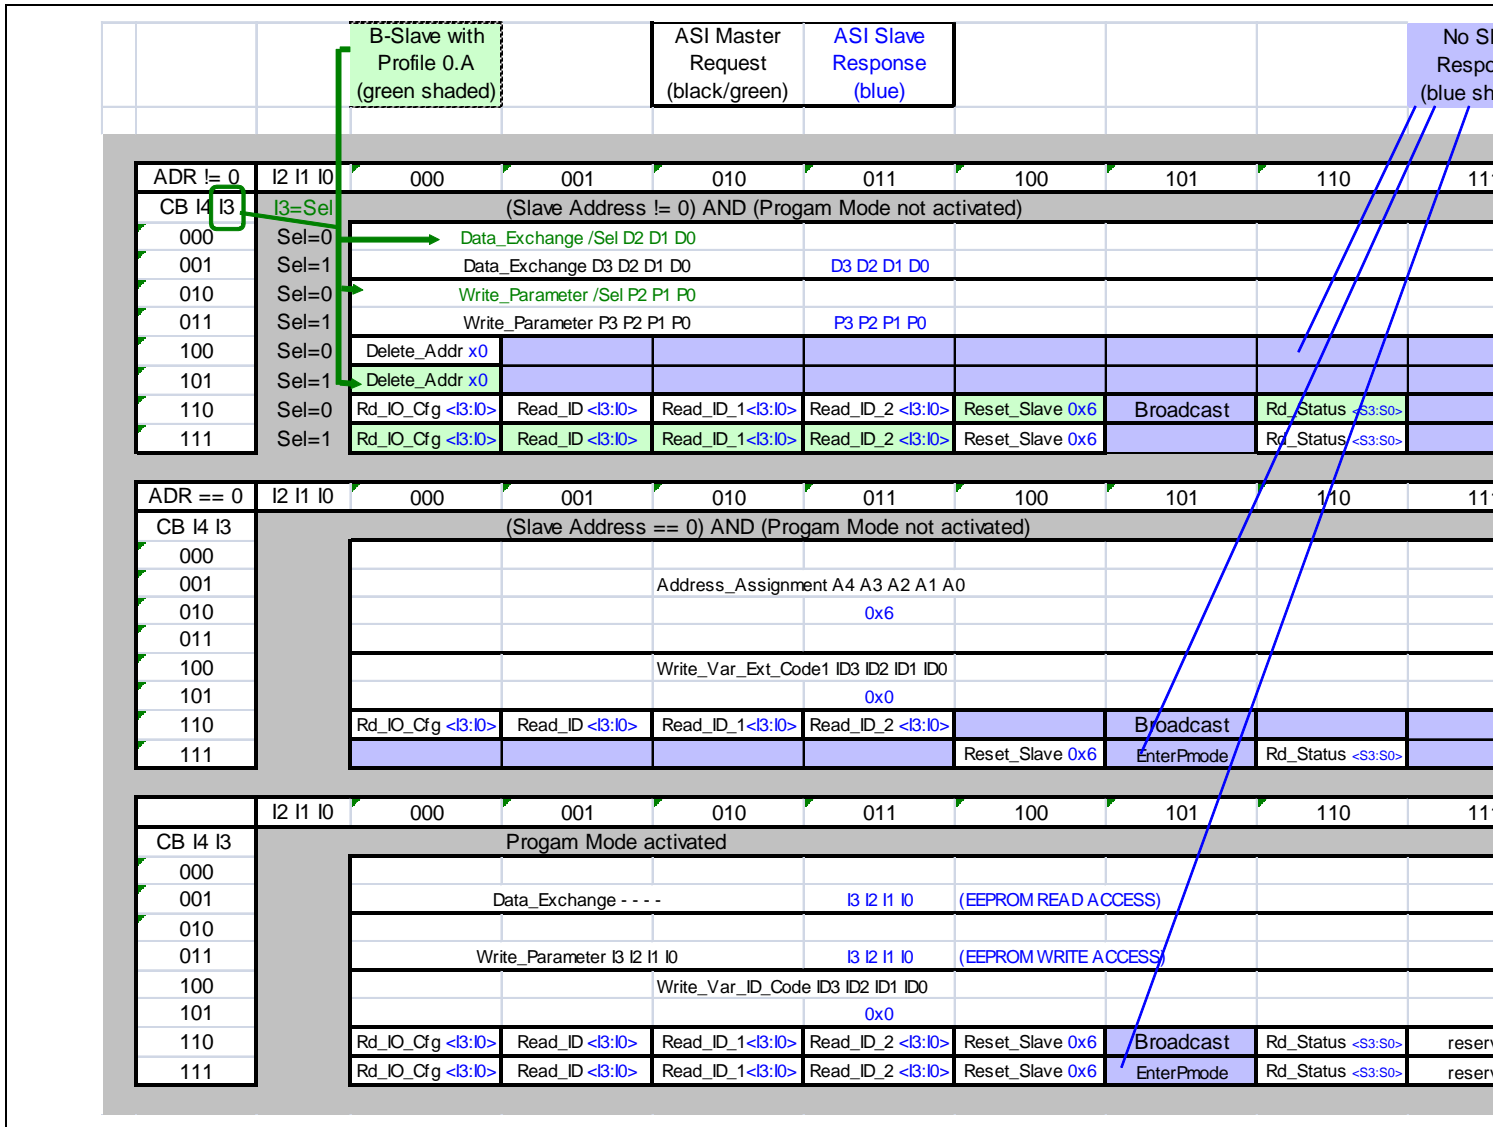 B-Slave with ASI Master ASI Slave No Sl
Profile 0.A Request Response Respo
(green shaded) (black/green) (blue) (blue sh
ADR != 0 I2 I1 I0 000 001 010 011 100 101 110 11
CB I4 I3 I3=Sel (Slave Address != 0) AND (Progam Mode not activated)
000 Sel=0 Data_Exchange /Sel D2 D1 D0
001 Sel=1 Data_Exchange D3 D2 D1 D0 D3 D2 D1 D0
010 Sel=0 Write_Parameter /Sel P2 P1 P0
011 Sel=1 Write_Parameter P3 P2 P1 P0 P3 P2 P1 P0
100 Sel=0 Delete_Addr x0
101 Sel=1 Delete_Addr x0
110 Sel=0 Rd_IO_Cfg <I3:I0> Read_ID <I3:I0> Read_ID_1<I3:I0> Read_ID_2 <I3:I0> Reset_Slave 0x6 Broadcast Rd_Status <S3:S0>
111 Sel=1 Rd_IO_Cfg <I3:I0> Read_ID <I3:I0> Read_ID_1<I3:I0> Read_ID_2 <I3:I0> Reset_Slave 0x6 Rd_Status <S3:S0>
ADR == 0 I2 I1 I0 000 001 010 011 100 101 110 11
CB I4 I3 (Slave Address == 0) AND (Progam Mode not activated)
000
001 Address_Assignment A4 A3 A2 A1 A0
010 0x6
011
100 Write_Var_Ext_Code1 ID3 ID2 ID1 ID0
101 0x0
110 Rd_IO_Cfg <I3:I0> Read_ID <I3:I0> Read_ID_1<I3:I0> Read_ID_2 <I3:I0> Broadcast
111 Reset_Slave 0x6 EnterPmode Rd_Status <S3:S0>
I2 I1 I0 000 001 010 011 100 101 110 11
CB I4 I3 Progam Mode activated
000
001 Data_Exchange - - - - I3 I2 I1 I0 (EEPROM READ ACCESS)
010
011 Write_Parameter I3 I2 I1 I0 I3 I2 I1 I0 (EEPROM WRITE ACCESS)
100 Write_Var_ID_Code ID3 ID2 ID1 ID0
101 0x0
110 Rd_IO_Cfg <I3:I0> Read_ID <I3:I0> Read_ID_1<I3:I0> Read_ID_2 <I3:I0> Reset_Slave 0x6 Broadcast Rd_Status <S3:S0> reser
111 Rd_IO_Cfg <I3:I0> Read_ID <I3:I0> Read_ID_1<I3:I0> Read_ID_2 <I3:I0> Reset_Slave 0x6 EnterPmode Rd_Status <S3:S0> reser